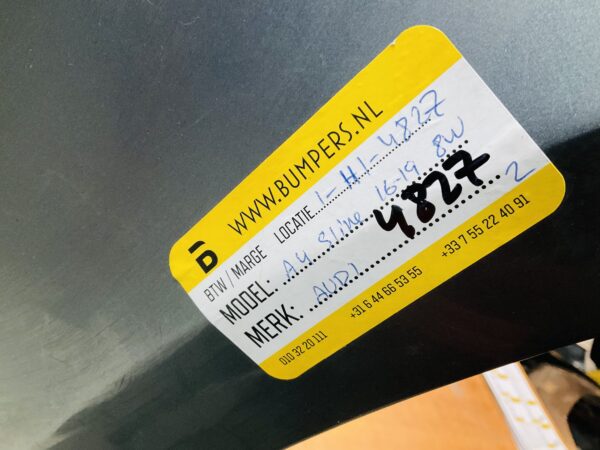 WWW.BUMPERS.NL
BTW / MARGE LOCATIE: 1-H1-4827
MODEL: A4 Sline 16-19 8W
MERK: AUDI 4827 2
010 32 20 111 +31 6 44 66 53 55 +33 7 55 22 40 91